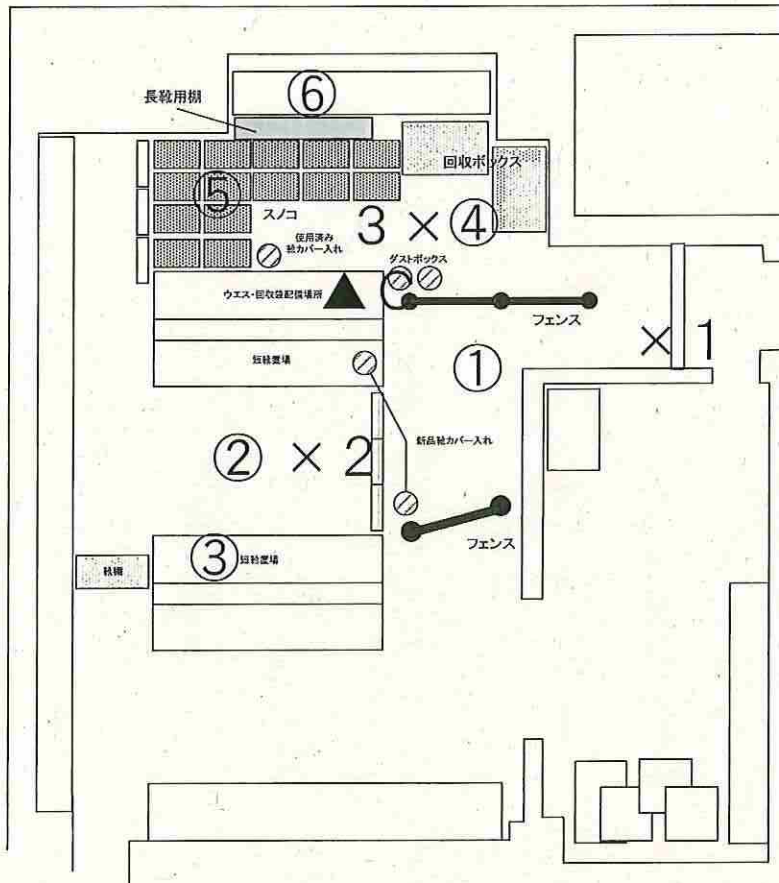 ⑥
長靴用棚
回収ボックス
⑤
スノコ
3 × ④
使用済み
靴カバー入れ
ダストボックス
ウエス・回収袋配備場所
フェンス
× 1
短靴置場
①
新品靴カバー入れ
② × 2
フェンス
③
短靴置場
靴棚